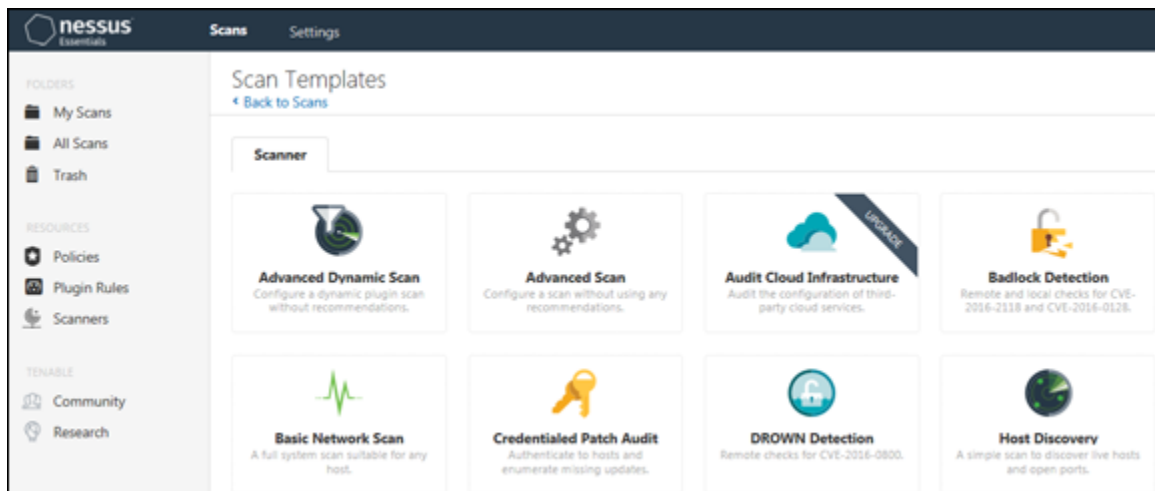 nessus
Essentials
Scans
Settings
FOLDERS
My Scans
All Scans
Trash
RESOURCES
Policies
Plugin Rules
Scanners
TENABLE
Community
Research
Scan Templates
Back to Scans
Scanner
Advanced Dynamic Scan
Configure a dynamic plugin scan
without recommendations.
Advanced Scan
Configure a scan without using any
recommendations.
UPGRADE
Audit Cloud Infrastructure
Audit the configuration of third-
party cloud services.
Badlock Detection
Remote and local checks for CVE-
2016-2118 and CVE-2016-0128.
Basic Network Scan
A full system scan suitable for any
host.
Credentialed Patch Audit
Authenticate to hosts and
enumerate missing updates.
DROWN Detection
Remote checks for CVE-2016-0800.
Host Discovery
A simple scan to discover live hosts
and open ports.